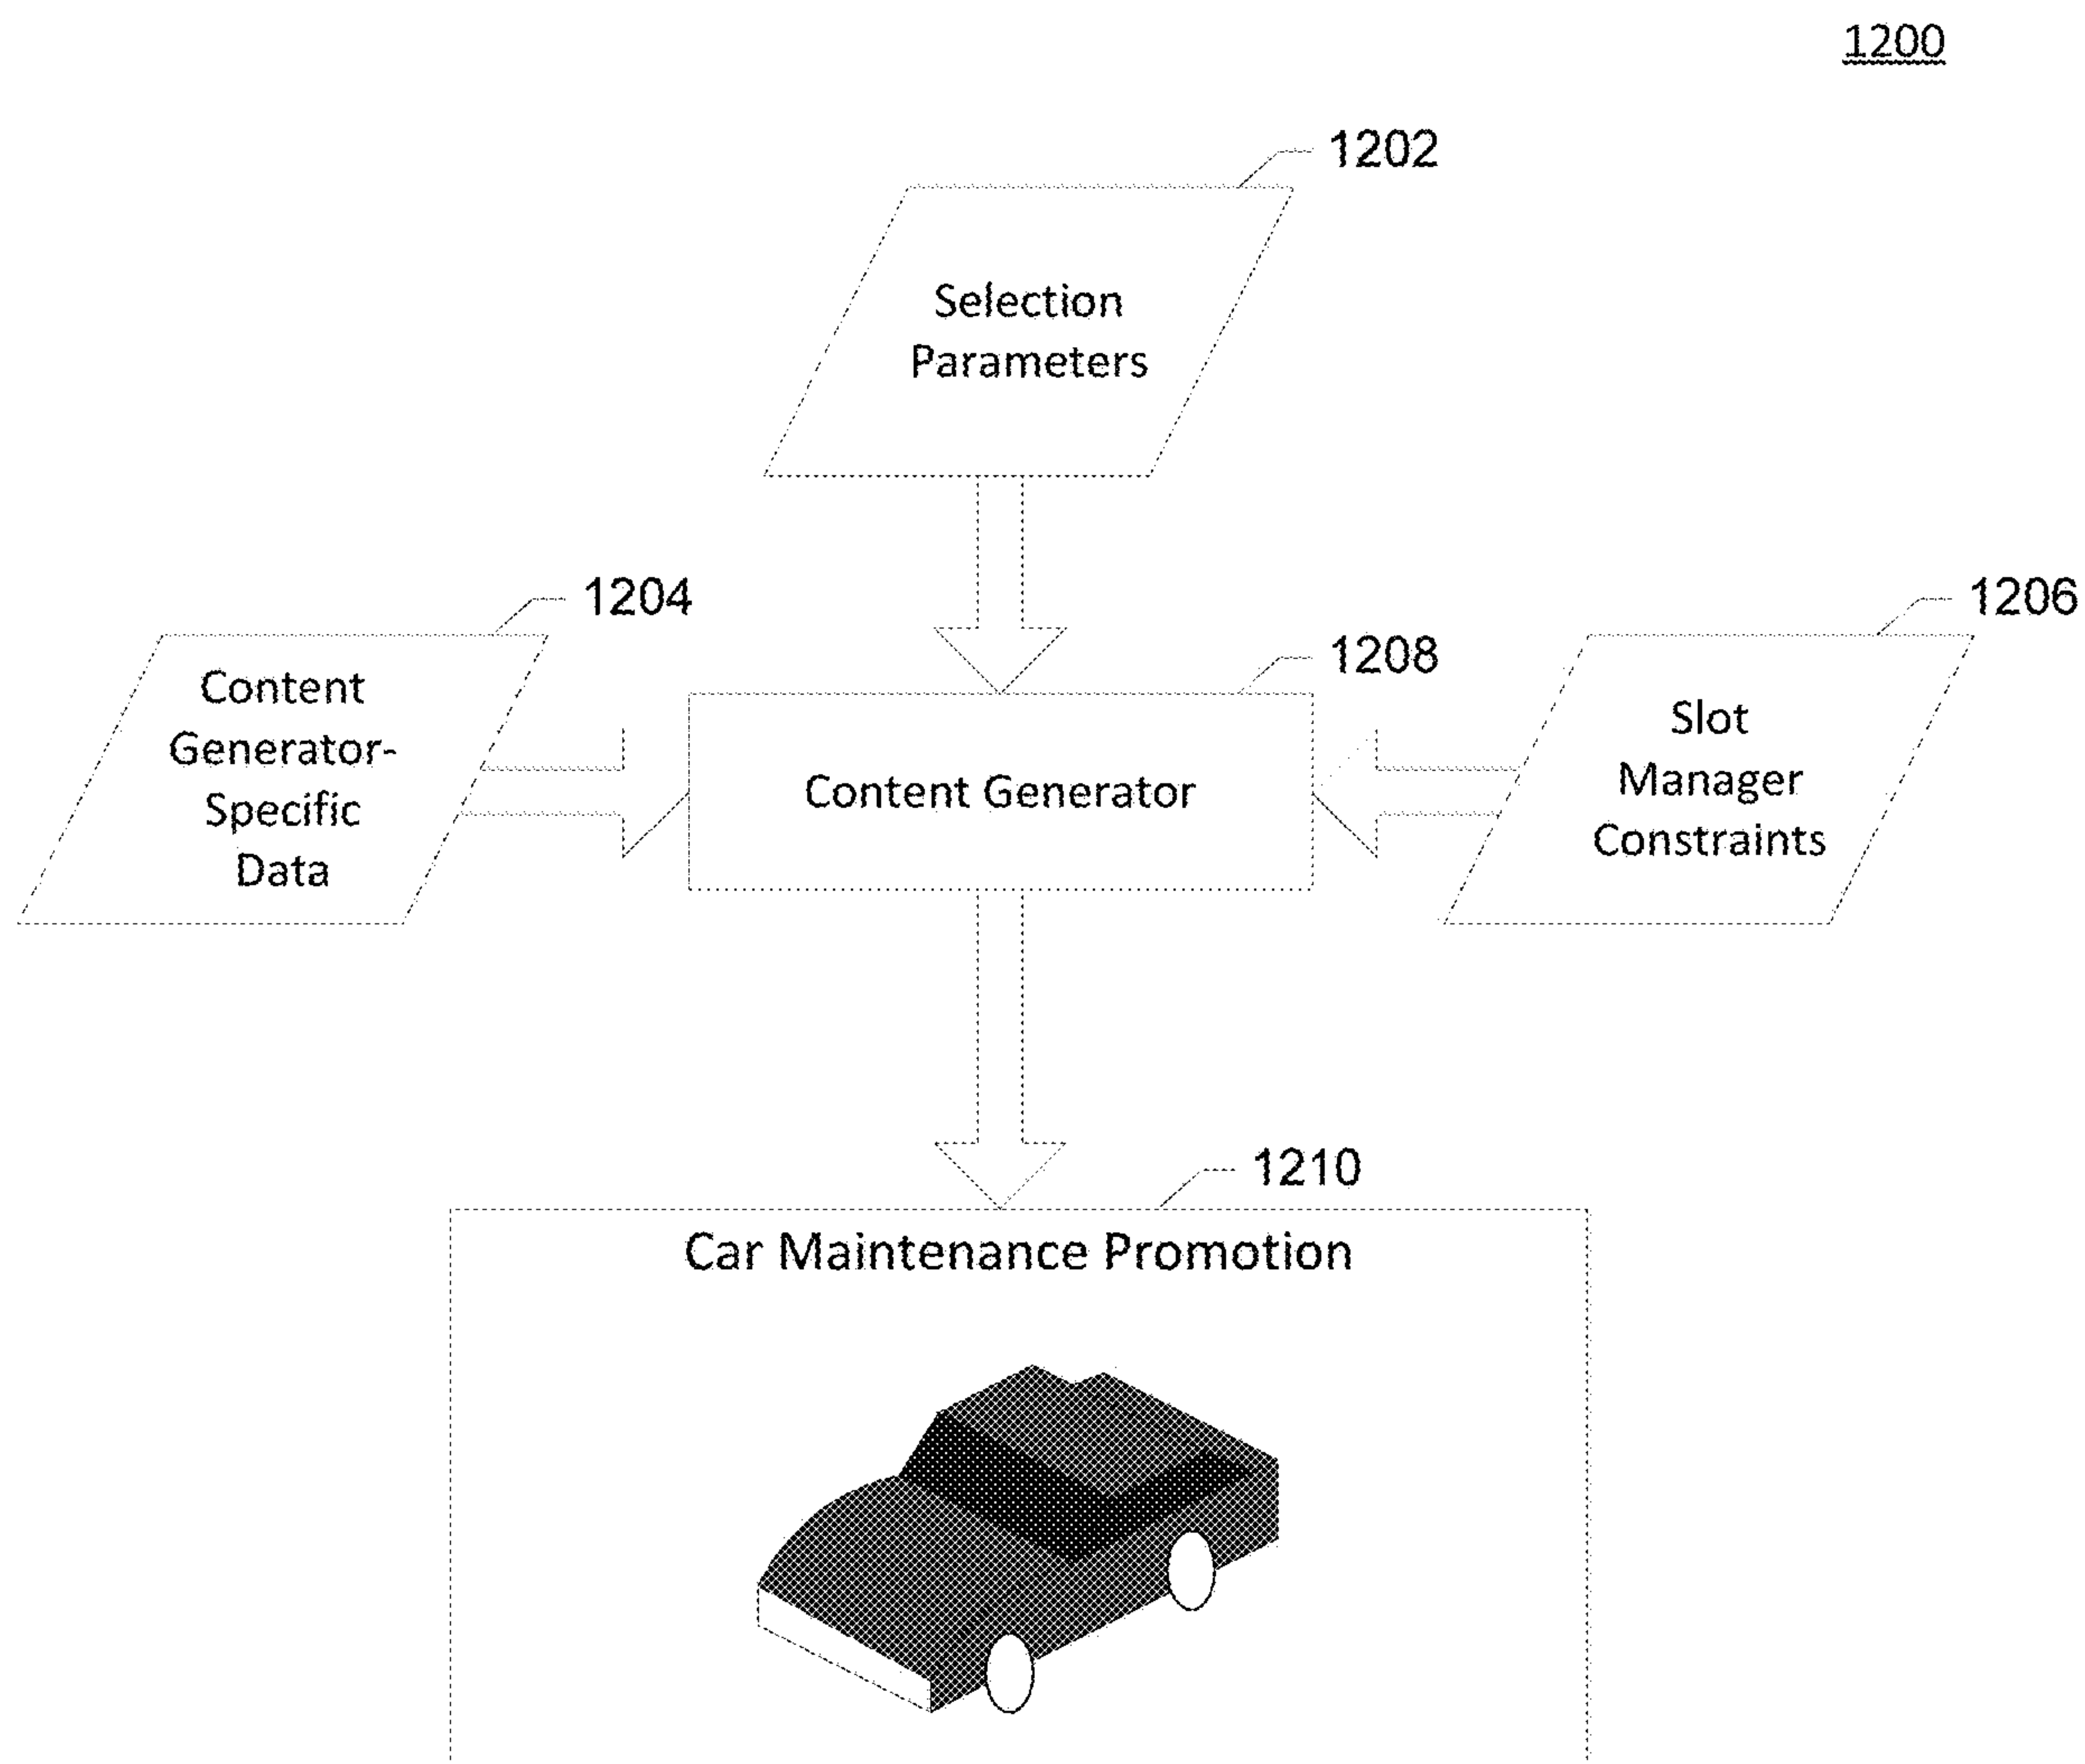 1200
1202
Selection
Parameters
1204
Content
Generator-
Specific
Data
1208
Content Generator
1206
Slot
Manager
Constraints
1210
Car Maintenance Promotion